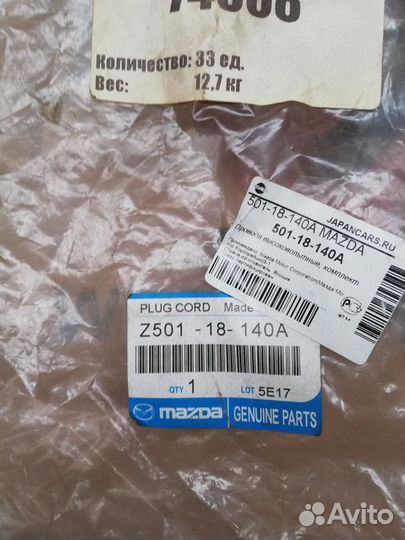 Количество: 33 ед.
Вес: 12,7 кг
JAPANCARS.RU
501-18-140A MAZDA
501-18-140A
Провода высоковольтные, комплект
PLUG CORD Made
Z501 -18- 140A
QTY 1 LOT 5E17
mazda GENUINE PARTS
Avito